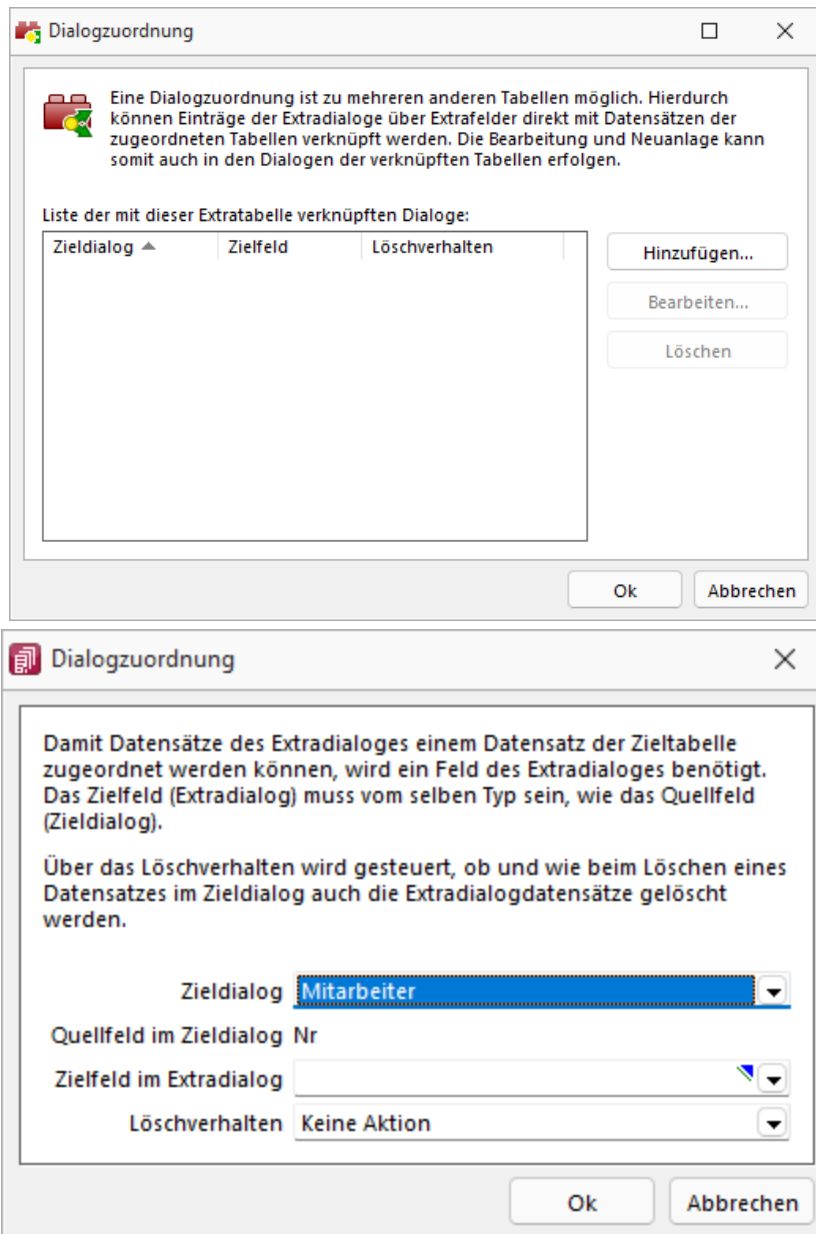 Dialogzuordnung
Eine Dialogzuordnung ist zu mehreren anderen Tabellen möglich. Hierdurch
können Einträge der Extradialoge über Extrafelder direkt mit Datensätzen der
zugeordneten Tabellen verknüpft werden. Die Bearbeitung und Neuanlage kann
somit auch in den Dialogen der verknüpften Tabellen erfolgen.
Liste der mit dieser Extratabelle verknüpften Dialoge:
Zieldialog Zielfeld Löschverhalten
Hinzufügen...
Bearbeiten...
Löschen
Ok Abbrechen
Dialogzuordnung
Damit Datensätze des Extradialoges einem Datensatz der Zieltabelle
zugeordnet werden können, wird ein Feld des Extradialoges benötigt.
Das Zielfeld (Extradialog) muss vom selben Typ sein, wie das Quellfeld
(Zieldialog).
Über das Löschverhalten wird gesteuert, ob und wie beim Löschen eines
Datensatzes im Zieldialog auch die Extradialogdatensätze gelöscht
werden.
Zieldialog Mitarbeiter
Quellfeld im Zieldialog Nr
Zielfeld im Extradialog
Löschverhalten Keine Aktion
Ok Abbrechen